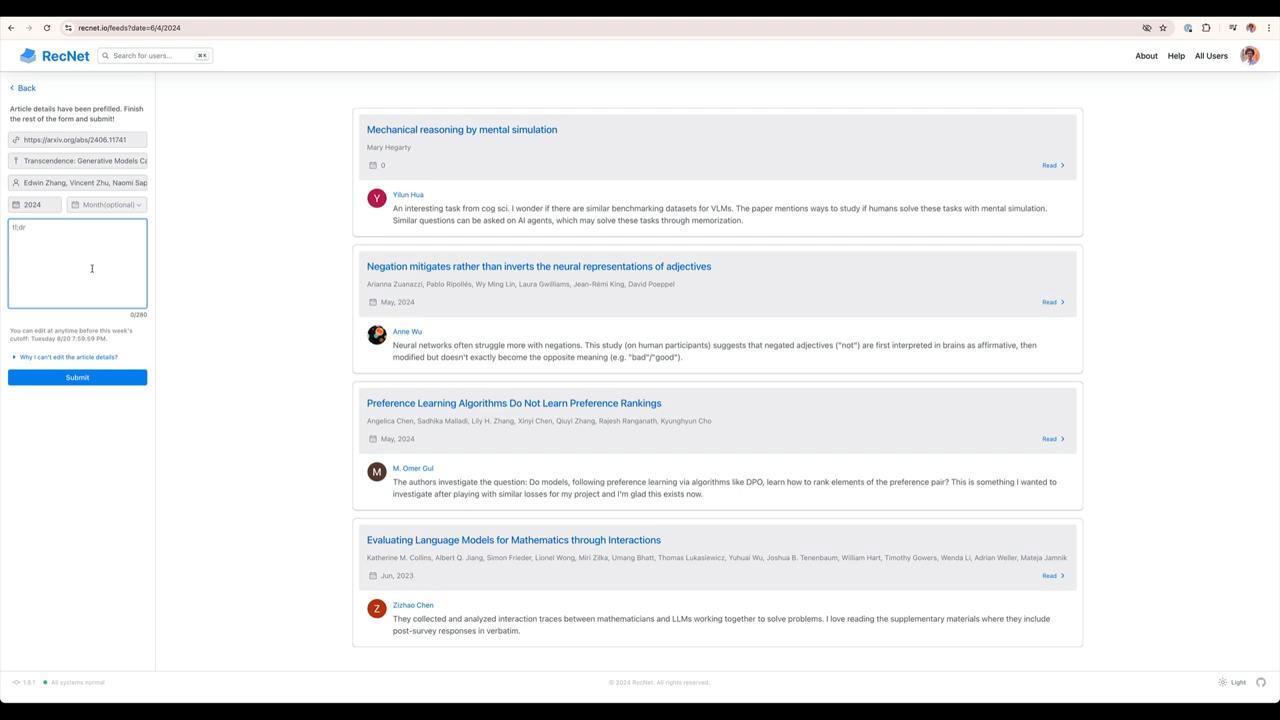 recnet.io/feeds?date=6/4/2024
RecNet
Search for users...
⌘K
About
Help
All Users
Back
Article details have been prefilled. Finish
the rest of the form and submit!
https://arxiv.org/abs/2406.11741
Transcendence: Generative Models Ca
Edwin Zhang, Vincent Zhu, Naomi Sap
2024
Month(optional)
tl;dr
0/280
You can edit at anytime before this week's
cutoff: Tuesday 8/20 7:59:59 PM.
Why I can't edit the article details?
Submit
Mechanical reasoning by mental simulation
Mary Hegarty
0
Read
Y
Yilun Hua
An interesting task from cog sci. I wonder if there are similar benchmarking datasets for VLMs. The paper mentions ways to study if humans solve these tasks with mental simulation.
Similar questions can be asked on AI agents, which may solve these tasks through memorization.
Negation mitigates rather than inverts the neural representations of adjectives
Arianna Zuanazzi, Pablo Ripollés, Wy Ming Lin, Laura Gwilliams, Jean-Rémi King, David Poeppel
May, 2024
Read
Anne Wu
Neural networks often struggle more with negations. This study (on human participants) suggests that negated adjectives ("not") are first interpreted in brains as affirmative, then
modified but doesn't exactly become the opposite meaning (e.g. "bad"/"good").
Preference Learning Algorithms Do Not Learn Preference Rankings
Angelica Chen, Sadhika Malladi, Lily H. Zhang, Xinyi Chen, Qiuyi Zhang, Rajesh Ranganath, Kyunghyun Cho
May, 2024
Read
M
M. Omer Gul
The authors investigate the question: Do models, following preference learning via algorithms like DPO, learn how to rank elements of the preference pair? This is something I wanted to
investigate after playing with similar losses for my project and I'm glad this exists now.
Evaluating Language Models for Mathematics through Interactions
Katherine M. Collins, Albert Q. Jiang, Simon Frieder, Lionel Wong, Miri Zilka, Umang Bhatt, Thomas Lukasiewicz, Yuhuai Wu, Joshua B. Tenenbaum, William Hart, Timothy Gowers, Wenda Li, Adrian Weller, Mateja Jamnik
Jun, 2023
Read
Z
Zizhao Chen
They collected and analyzed interaction traces between mathematicians and LLMs working together to solve problems. I love reading the supplementary materials where they include
post-survey responses in verbatim.
1.8.1
All systems normal
© 2024 RecNet. All rights reserved.
Light